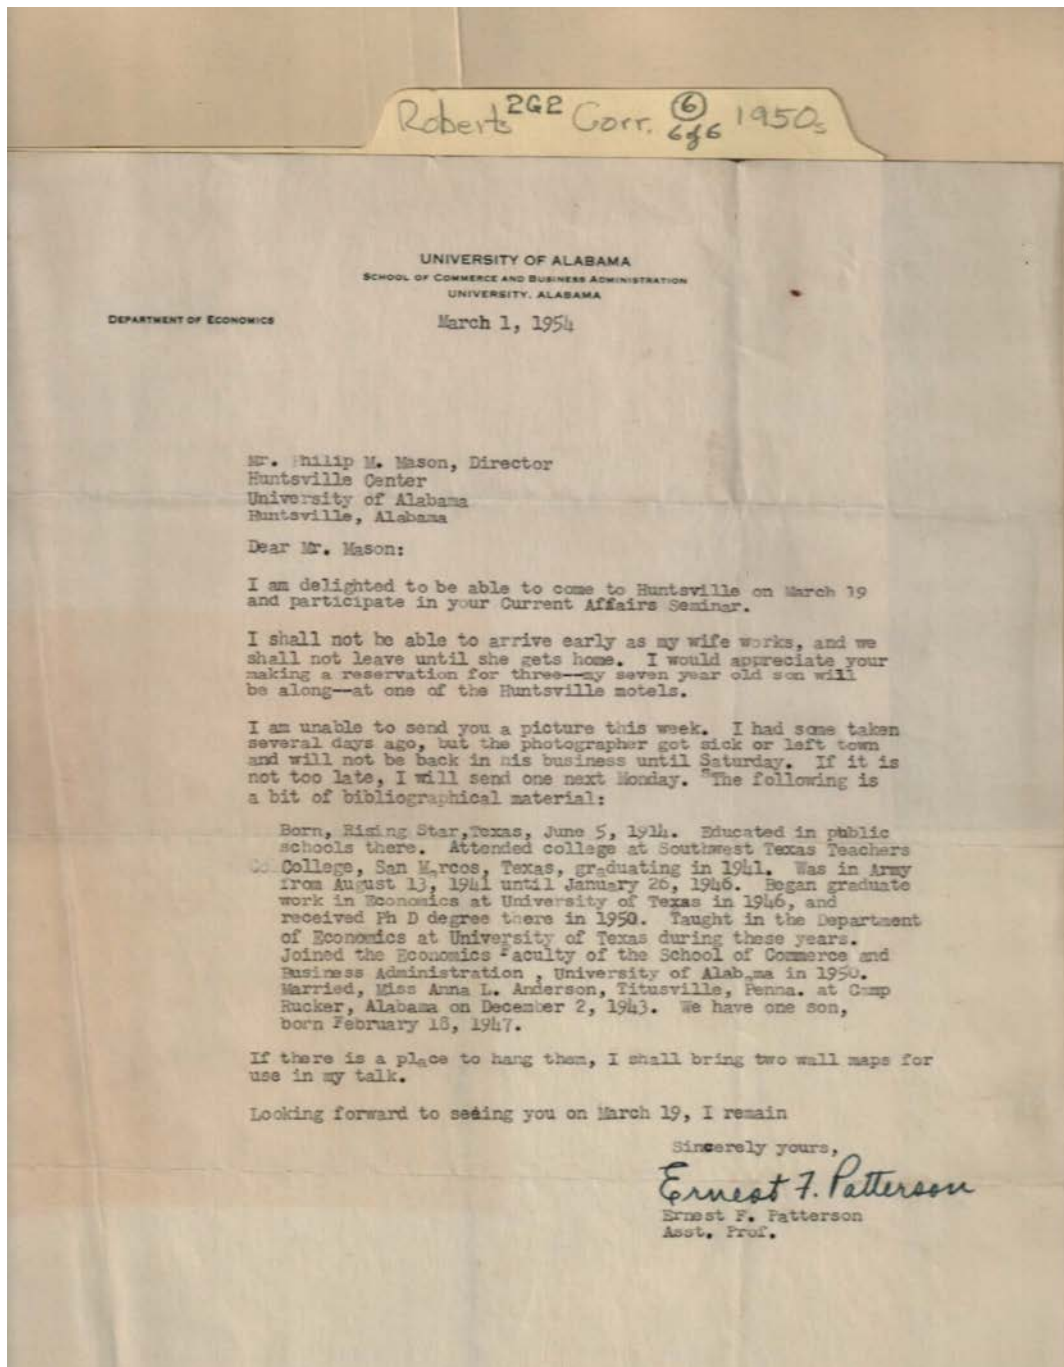 Roberts 2G2 Corr. 6 6 of 6 1950s
UNIVERSITY OF ALABAMA
SCHOOL OF COMMERCE AND BUSINESS ADMINISTRATION
UNIVERSITY, ALABAMA
DEPARTMENT OF ECONOMICS
March 1, 1954
Mr. Philip M. Mason, Director
Huntsville Center
University of Alabama
Huntsville, Alabama
Dear Mr. Mason:
I am delighted to be able to come to Huntsville on March 19
and participate in your Current Affairs Seminar.
I shall not be able to arrive early as my wife works, and we
shall not leave until she gets home. I would appreciate your
making a reservation for three--my seven year old son will
be along--at one of the Huntsville motels.
I am unable to send you a picture this week. I had some taken
several days ago, but the photographer got sick or left town
and will not be back in his business until Saturday. If it is
not too late, I will send one next Monday. "The following is
a bit of bibliographical material:
Born, Rising Star,Texas, June 5, 1914. Educated in public
schools there. Attended college at Southwest Texas Teachers
College, San Marcos, Texas, graduating in 1941. Was in Army
from August 13, 1941 until January 26, 1946. Began graduate
work in Economics at University of Texas in 1946, and
received Ph D degree there in 1950. Taught in the Department
of Economics at University of Texas during these years.
Joined the Economics Faculty of the School of Commerce and
Business Administration , University of Alabama in 1950.
Married, Miss Anna L. Anderson, Titusville, Penna. at Camp
Rucker, Alabama on December 2, 1943. We have one son,
born February 18, 1947.
If there is a place to hang them, I shall bring two wall maps for
use in my talk.
Looking forward to seeing you on March 19, I remain
Sincerely yours,
Ernest F. Patterson
Ernest F. Patterson
Asst. Prof.